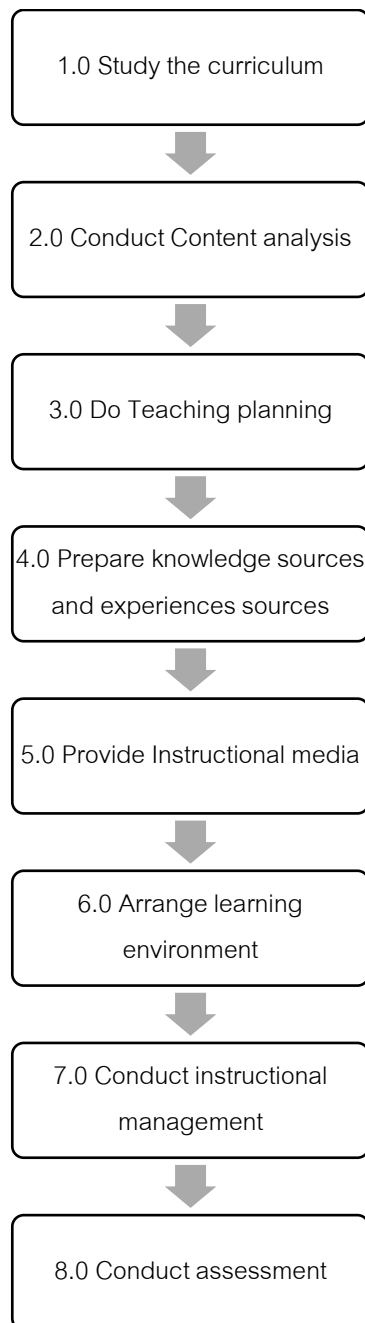 1.0 Study the curriculum
2.0 Conduct Content analysis
3.0 Do Teaching planning
4.0 Prepare knowledge sources
and experiences sources
5.0 Provide Instructional media
6.0 Arrange learning
environment
7.0 Conduct instructional
management
8.0 Conduct assessment